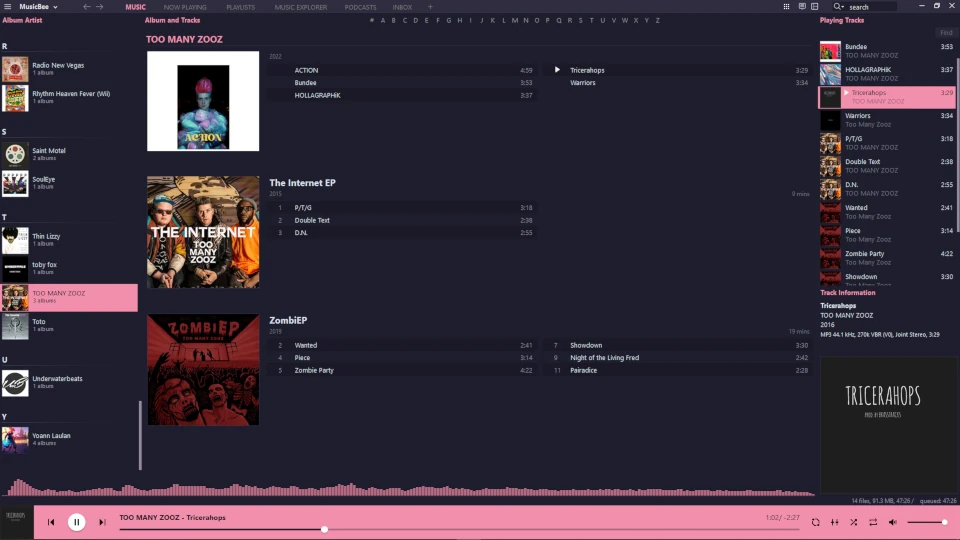 MusicBee
MUSIC
NOW PLAYING
PLAYLISTS
MUSIC EXPLORER
PODCASTS
INBOX
+
search
Album Artist
R
Radio New Vegas
1 album
Rhythm Heaven Fever (Wii)
1 album
S
Saint Motel
2 albums
SoulEye
1 album
T
Thin Lizzy
1 album
toby fox
1 album
TOO MANY ZOOZ
3 albums
Toto
1 album
U
Underwaterbeats
1 album
Y
Yoann Laulan
4 albums
Album and Tracks
# A B C D E F G H I J K L M N O P Q R S T U V W X Y Z
TOO MANY ZOOZ
2022
ACTION
ACTION 4:59
Bundee 3:53
HOLLAGRAPHiK 3:37
Tricerahops 3:29
Warriors 3:34
The Internet EP
2015 9 mins
THE INTERNET
TOO
MANY
ZOOZ
1 P/T/G 3:18
2 Double Text 2:38
3 D.N. 2:55
ZombiEP
2019 19 mins
ZOMBIEP
TOO MANY ZOOZ
2 Wanted 2:41
4 Piece 3:14
5 Zombie Party 4:22
7 Showdown 3:30
9 Night of the Living Fred 2:42
11 Pairadice 2:28
Playing Tracks
Find
Bundee 3:53
TOO MANY ZOOZ
HOLLAGRAPHiK 3:37
TOO MANY ZOOZ
Tricerahops 3:29
TOO MANY ZOOZ
Warriors 3:34
Too Many Zooz
P/T/G 3:18
TOO MANY ZOOZ
Double Text 2:38
TOO MANY ZOOZ
D.N. 2:55
TOO MANY ZOOZ
Wanted 2:41
Too Many Zooz
Piece 3:14
Too Many Zooz
Zombie Party 4:22
Too Many Zooz
Showdown 3:30
Too Many Zooz
Track Information
Tricerahops
TOO MANY ZOOZ
2016
MP3 44.1 kHz, 270k VBR (V0), Joint Stereo, 3:29
TRICERAHOPS
PROD. BY BRASSTRACKS
14 files, 91.3 MB, 47:26 / queued: 47:26
TOO MANY ZOOZ - Tricerahops
1:02/ -2:27